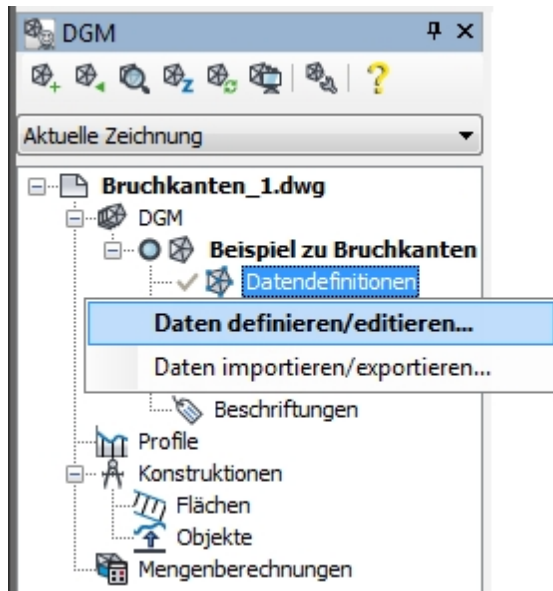 DGM
Aktuelle Zeichnung
Bruchkanten_1.dwg
DGM
Beispiel zu Bruchkanten
Datendefinitionen
Daten definieren/editieren...
Daten importieren/exportieren...
Beschriftungen
Profile
Konstruktionen
Flächen
Objekte
Mengenberechnungen